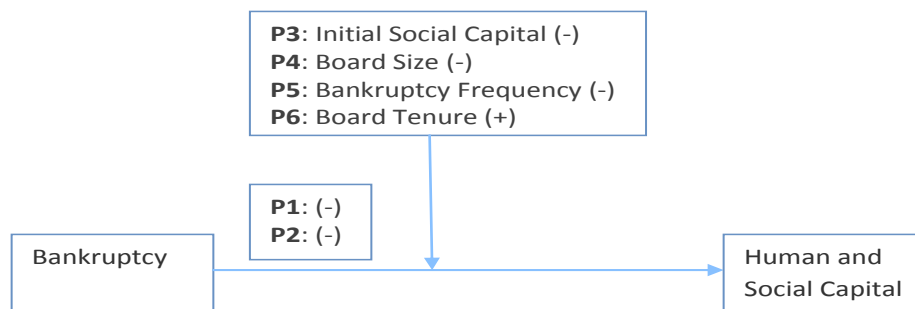 P3: Initial Social Capital (-)
P4: Board Size (-)
P5: Bankruptcy Frequency (-)
P6: Board Tenure (+)
P1: (-)
P2: (-)
Bankruptcy
Human and
Social Capital